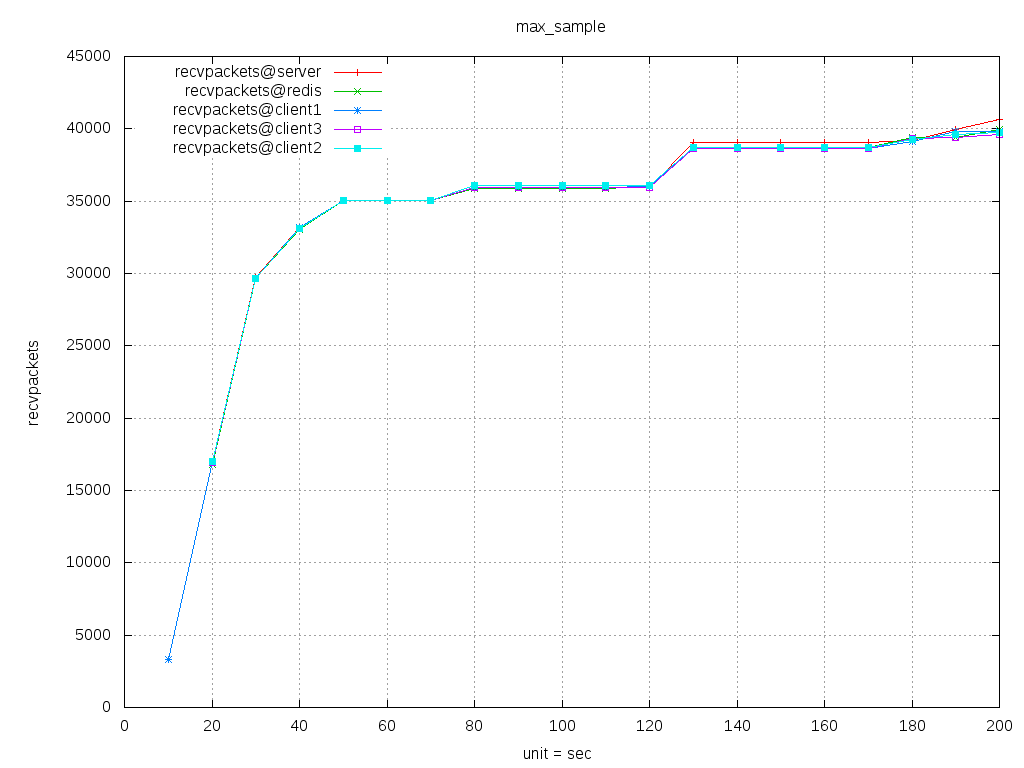 max_sample
45000
40000
35000
30000
25000
20000
15000
10000
5000
0
recvpackets
recvpackets@server
recvpackets@redis
recvpackets@client1
recvpackets@client3
recvpackets@client2
0 20 40 60 80 100 120 140 160 180 200
unit = sec